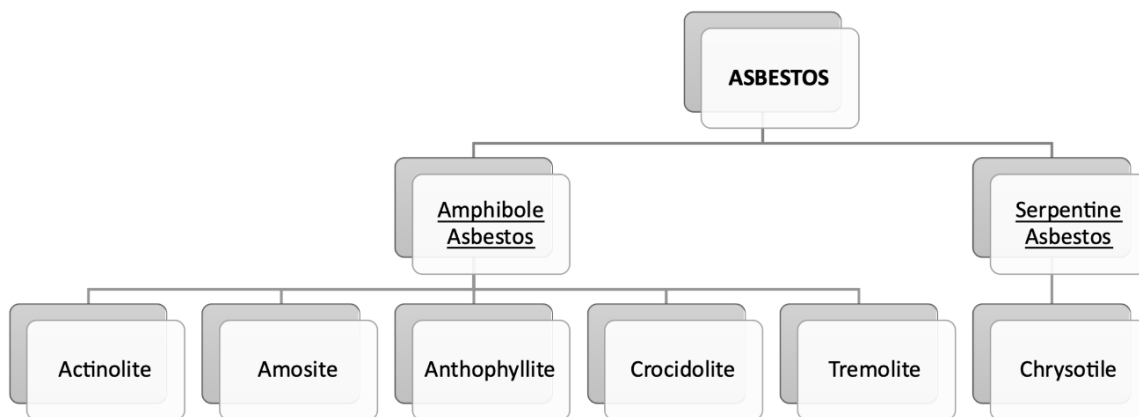 ASBESTOS
Amphibole
Asbestos
Serpentine
Asbestos
Actinolite
Amosite
Anthophyllite
Crocidolite
Tremolite
Chrysotile